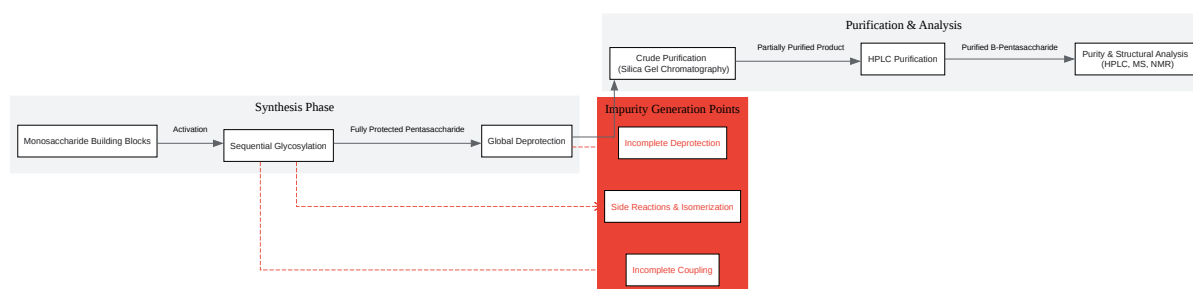 Purification & Analysis
Crude Purification
(Silica Gel Chromatography)
Partially Purified Product
HPLC Purification
Purified B-Pentasaccharide
Purity & Structural Analysis
(HPLC, MS, NMR)
Synthesis Phase
Monosaccharide Building Blocks
Activation
Sequential Glycosylation
Fully Protected Pentasaccharide
Global Deprotection
Impurity Generation Points
Incomplete Deprotection
Side Reactions & Isomerization
Incomplete Coupling